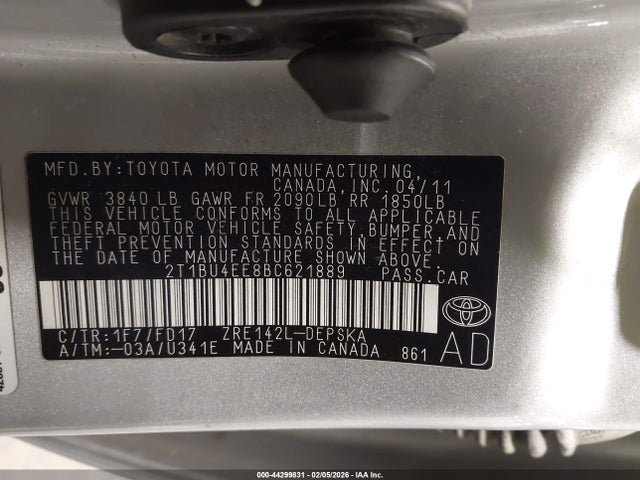 MFD.BY:TOYOTA MOTOR MANUFACTURING,
CANADA,INC.04/11
GVWR 3840 LB GAWR FR 2090LB RR 1850LB
THIS VEHICLE CONFORMS TO ALL APPLICABLE
FEDERAL MOTOR VEHICLE SAFETY,BUMPER,AND
THEFT PREVENTION STANDARDS IN EFFECT ON
THE DATE OF MANUFACTURE SHOWN ABOVE.
2T1BU4EE8BC621889 PASS.CAR
C/TR:1F7/FD17 ZRE142L-DEPSKA
A/TM:-03A/U341E MADE IN CANADA 861
AD
000-44299831 - 02/05/2026 - IAA Inc.